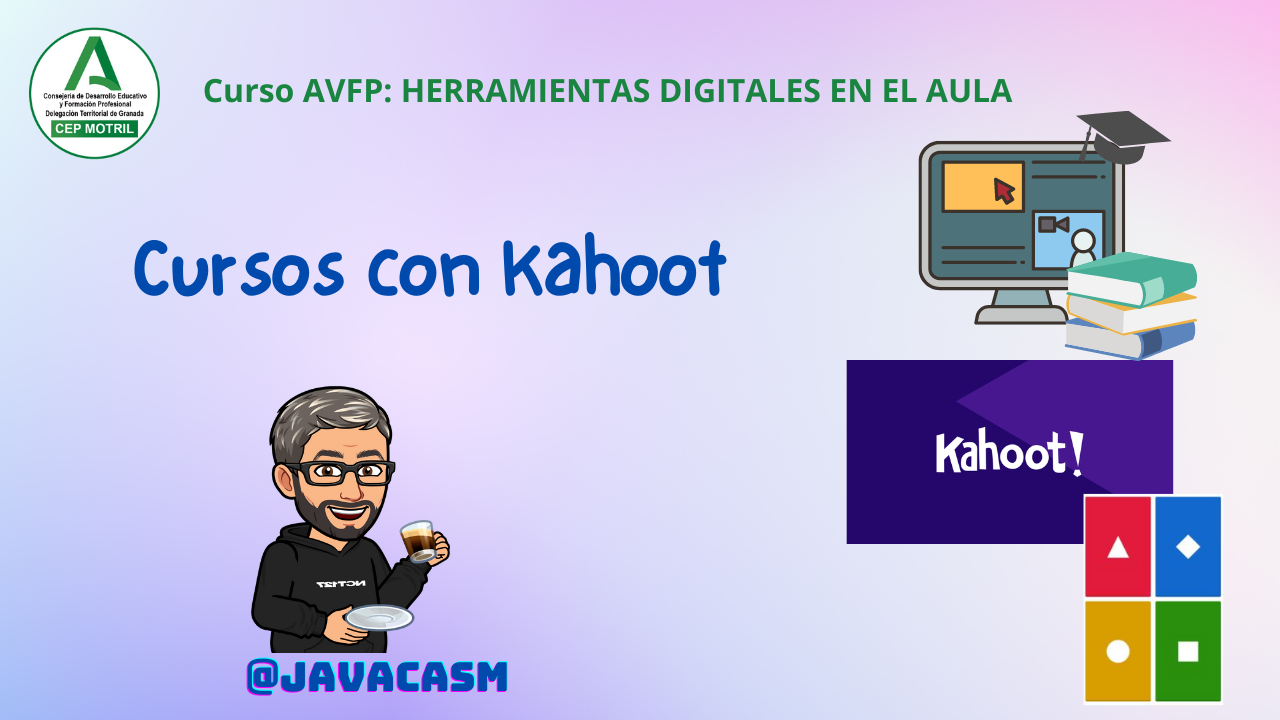 Consejería de Desarrollo Educativo
y Formación Profesional
Delegación Territorial de Granada
CEP MOTRIL
Curso AVFP: HERRAMIENTAS DIGITALES EN EL AULA
Cursos con Kahoot
Kahoot!
NCT127
@JAVACASM